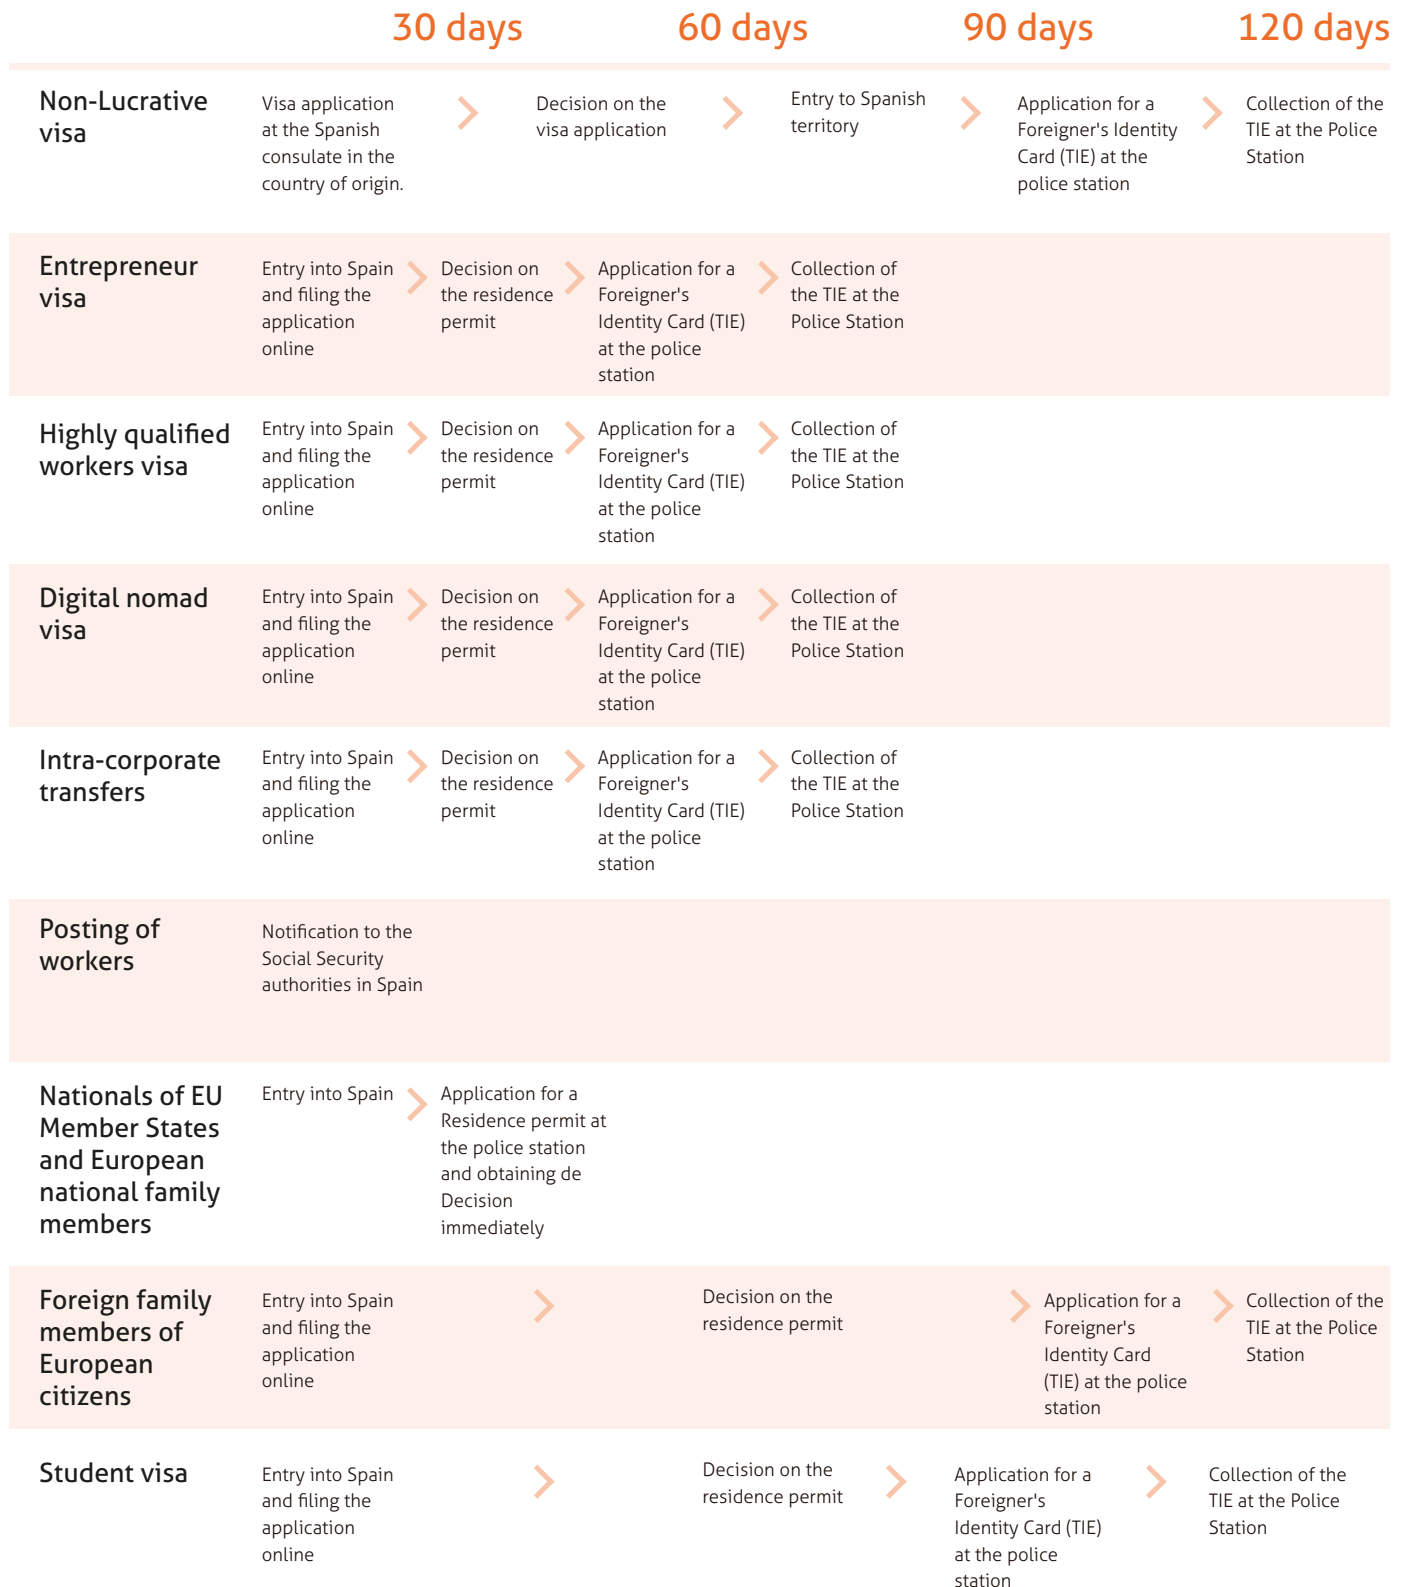 30 days
60 days
90 days
120 days
Non-Lucrative
visa
Visa application
at the Spanish
consulate in the
country of origin.
Decision on the
visa application
Entry to Spanish
territory
Application for a
Foreigner's Identity
Card (TIE) at the
police station
Collection of the
TIE at the Police
Station
Entrepreneur
visa
Entry into Spain
and filing the
application
online
Decision on
the residence
permit
Application for a
Foreigner's
Identity Card (TIE)
at the police
station
Collection of
the TIE at the
Police Station
Highly qualified
workers visa
Entry into Spain
and filing the
application
online
Decision on
the residence
permit
Application for a
Foreigner's
Identity Card (TIE)
at the police
station
Collection of
the TIE at the
Police Station
Digital nomad
visa
Entry into Spain
and filing the
application
online
Decision on
the residence
permit
Application for a
Foreigner's
Identity Card (TIE)
at the police
station
Collection of
the TIE at the
Police Station
Intra-corporate
transfers
Entry into Spain
and filing the
application
online
Decision on
the residence
permit
Application for a
Foreigner's
Identity Card (TIE)
at the police
station
Collection of
the TIE at the
Police Station
Posting of
workers
Notification to the
Social Security
authorities in Spain
Nationals of EU
Member States
and European
national family
members
Entry into Spain
Application for a
Residence permit at
the police station
and obtaining de
Decision
immediately
Foreign family
members of
European
citizens
Entry into Spain
and filing the
application
online
Decision on the
residence permit
Application for a
Foreigner's
Identity Card
(TIE) at the police
station
Collection of the
TIE at the Police
Station
Student visa
Entry into Spain
and filing the
application
online
Decision on the
residence permit
Application for a
Foreigner's
Identity Card (TIE)
at the police
station
Collection of the
TIE at the Police
Station